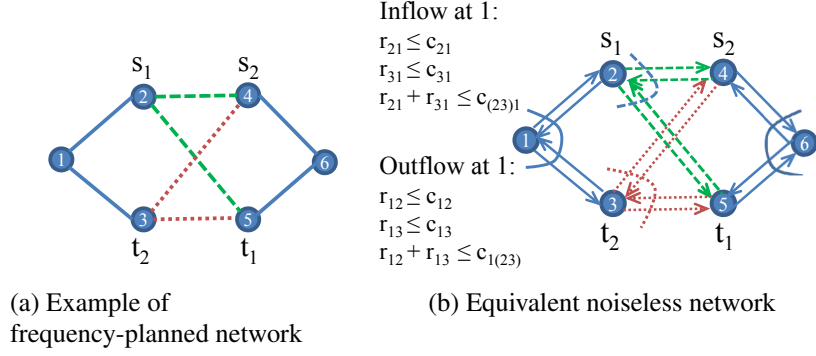 s₁ s₂
2 4
1 6
3 5
t₂ t₁
(a) Example of
frequency-planned network
Inflow at 1:
r₂₁ ≤ c₂₁
r₃₁ ≤ c₃₁
r₂₁ + r₃₁ ≤ c₍₂₃₎₁
Outflow at 1:
r₁₂ ≤ c₁₂
r₁₃ ≤ c₁₃
r₁₂ + r₁₃ ≤ c₁₍₂₃₎
s₁ s₂
2 4
1 6
3 5
t₂ t₁
(b) Equivalent noiseless network